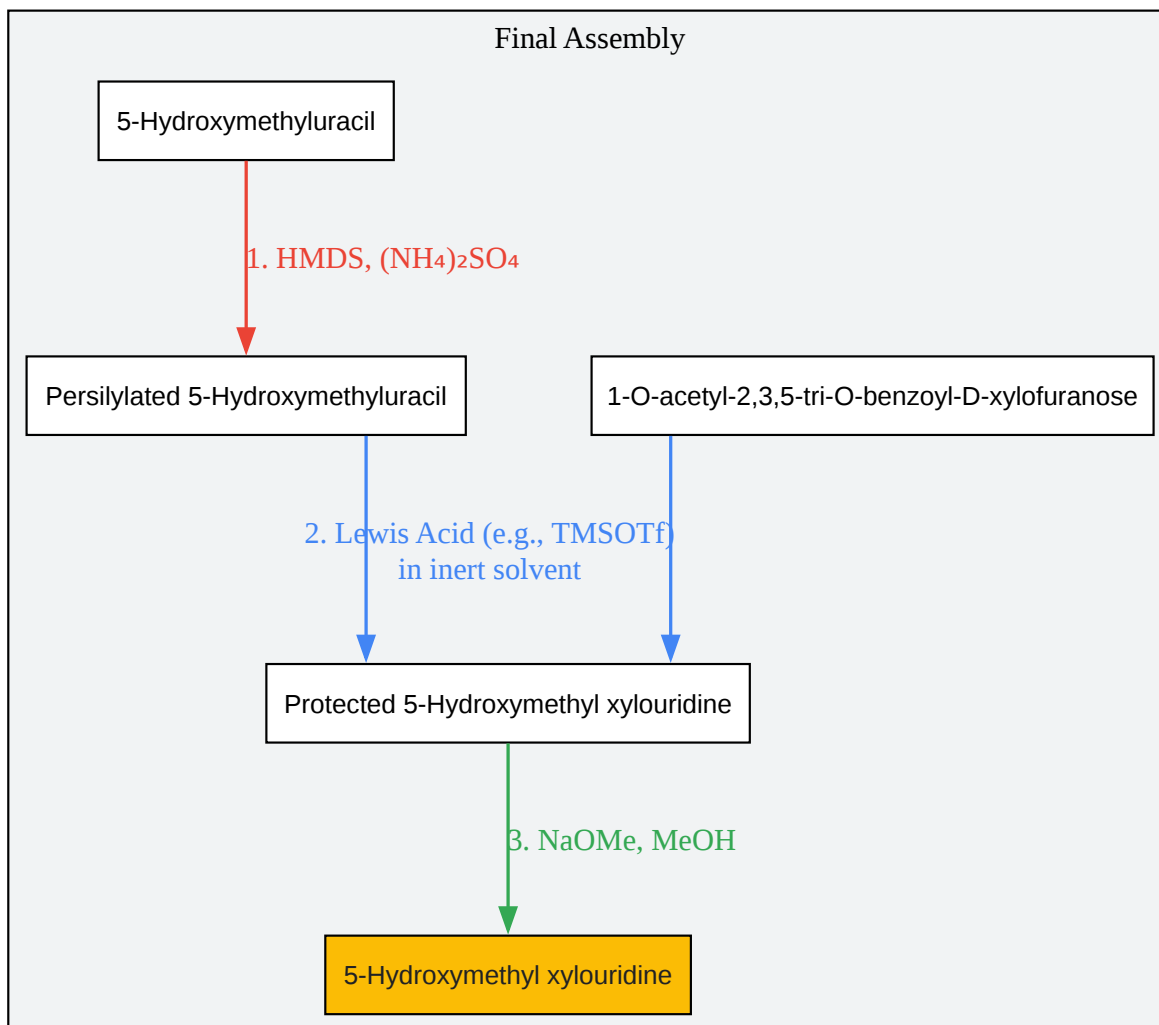 Final Assembly
5-Hydroxymethyluracil
1. HMDS, (NH₄)₂SO₄
Persilylated 5-Hydroxymethyluracil
1-O-acetyl-2,3,5-tri-O-benzoyl-D-xylofuranose
2. Lewis Acid (e.g., TMSOTf)
in inert solvent
Protected 5-Hydroxymethyl xylouridine
3. NaOMe, MeOH
5-Hydroxymethyl xylouridine